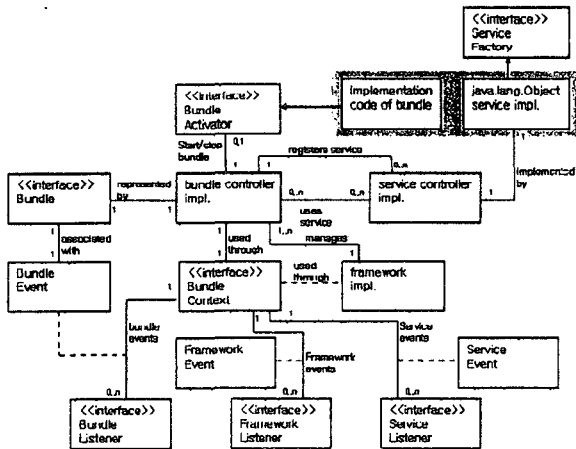 <<interface>>
Service
Factory
<<interface>>
Bundle
Activator
Implementation
code of bundle
java.lang.Object
service impl.
Start/stop
bundle
0,1
1
1
registers service
0..n
1
implemented
by
<<interface>>
Bundle
represented
by
1
1
bundle controller
impl.
0..n
uses
service
0..n
service controller
impl.
1
1
associated
with
1
1
used
through
1
1..n
manages
1
Bundle
Event
<<interface>>
Bundle
Context
used
through
framework
impl.
1
bundle
events
1
1
Framework
Event
Framework
events
Service
events
Service
Event
0..n
0..n
0..n
<<interface>>
Bundle
Listener
<<interface>>
Framework
Listener
<<interface>>
Service
Listener